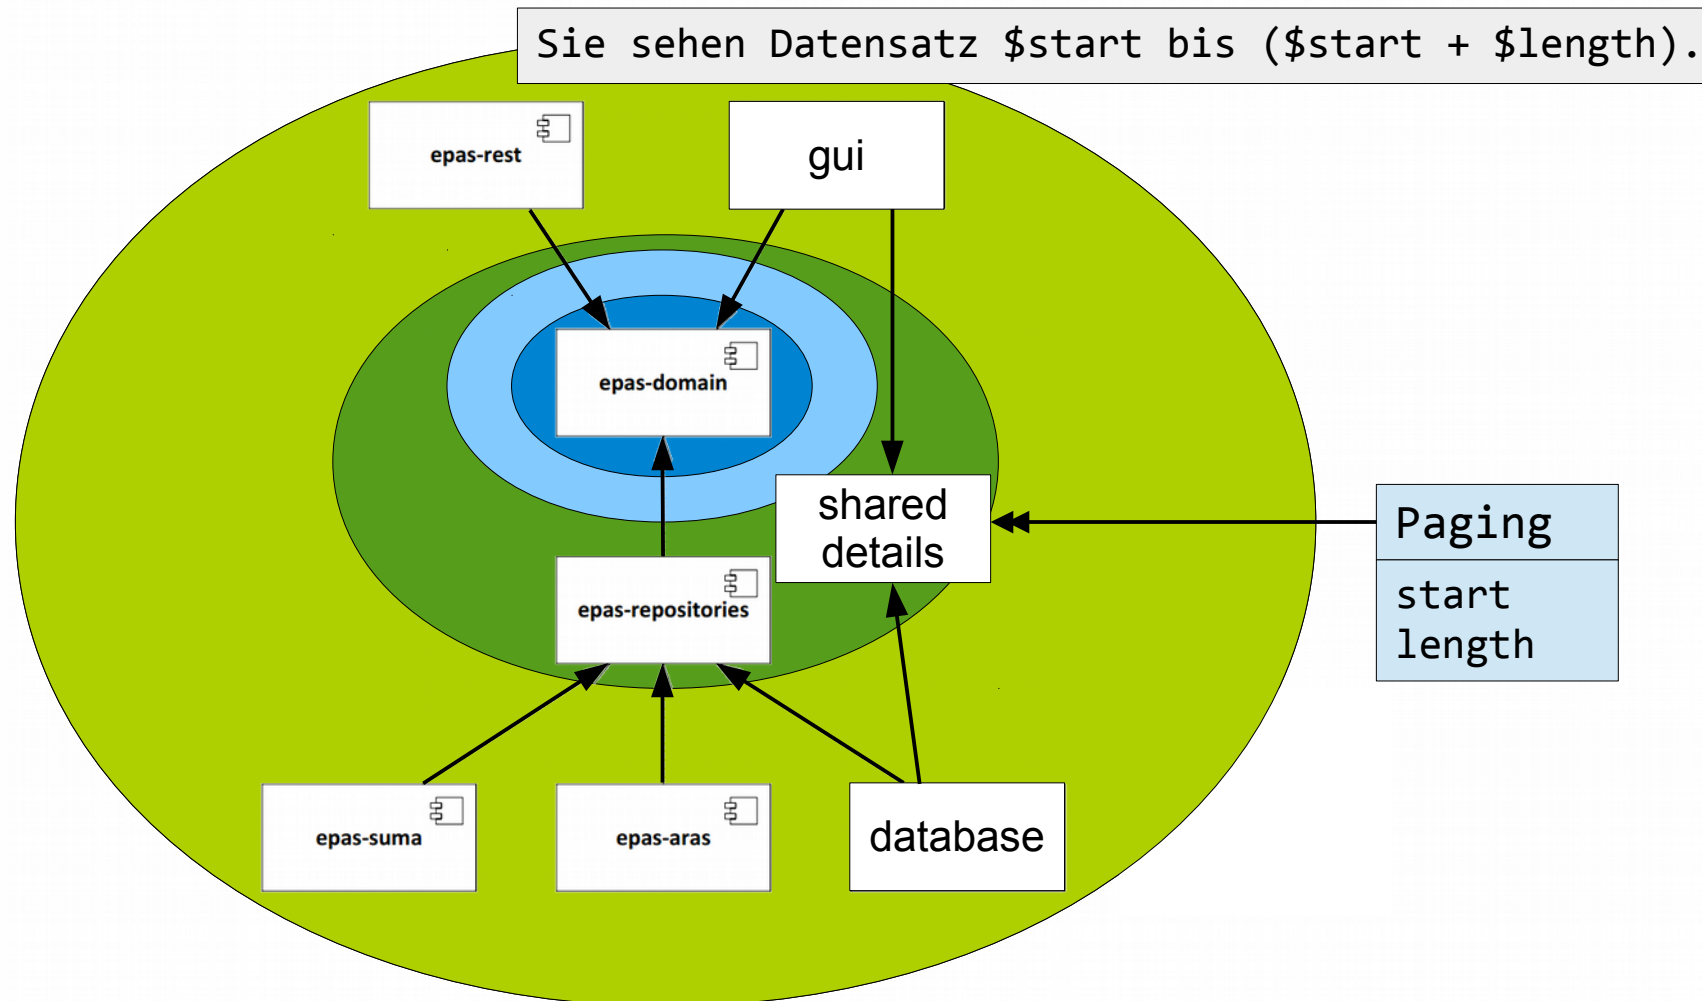 Sie sehen Datensatz $start bis ($start + $length).
epas-rest
gui
epas-domain
shared
details
Paging
start
length
epas-repositories
epas-suma
epas-aras
database